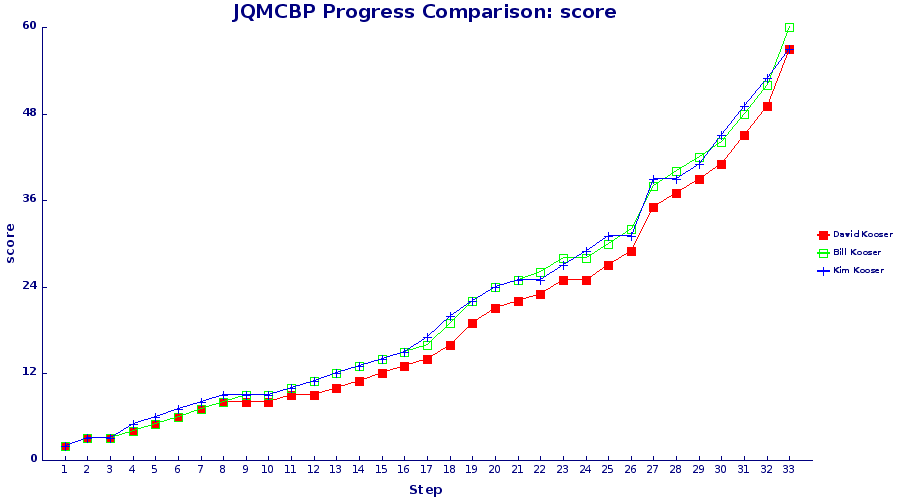 JQMCBP Progress Comparison: score
60
48
36
24
12
0
score
1 2 3 4 5 6 7 8 9 10 11 12 13 14 15 16 17 18 19 20 21 22 23 24 25 26 27 28 29 30 31 32 33
Step
David Kooser
Bill Kooser
Kim Kooser